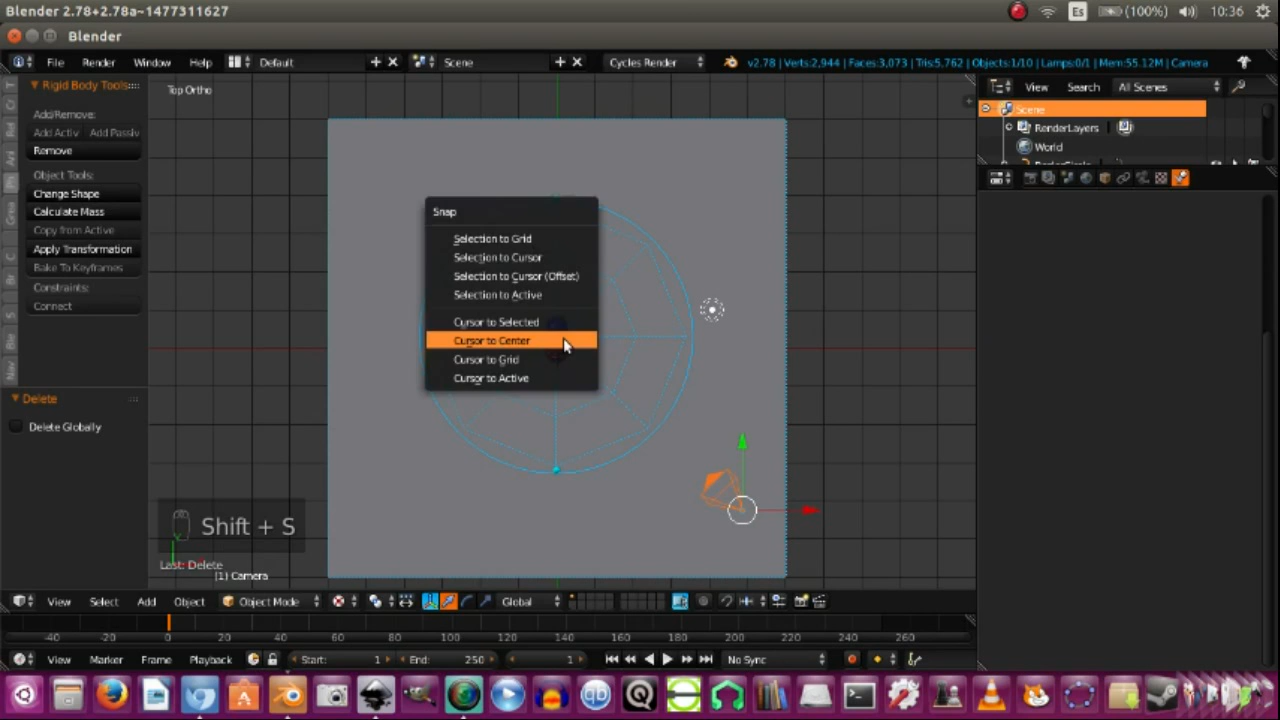 Blender 2.78+2.78a~1477311627
Es (100%) 10:36
Blender
File Render Window Help Default Scene Cycles Render v2.78 | Verts:2,944 | Faces:3,073 | Tris:5,762 | Objects:1/10 | Lamps:0/1 | Mem:55.12M | Camera
Rigid Body Tools
Top Ortho
View Search All Scenes
Scene
Add/Remove:
RenderLayers
Add Activ Add Passiv
World
Remove
Object Tools:
Change Shape
Calculate Mass
Copy from Active
Apply Transformation
Bake To Keyframes
Constraints:
Connect
Snap
Selection to Grid
Selection to Cursor
Selection to Cursor (Offset)
Selection to Active
Cursor to Selected
Cursor to Center
Cursor to Grid
Cursor to Active
Delete
Delete Globally
Shift + S
Last: Delete
(1) Camera
View Select Add Object Object Mode Global
-40 -20 0 20 40 60 80 100 120 140 160 180 200 220 240 260
View Marker Frame Playback Start: 1 End: 250 1 No Sync